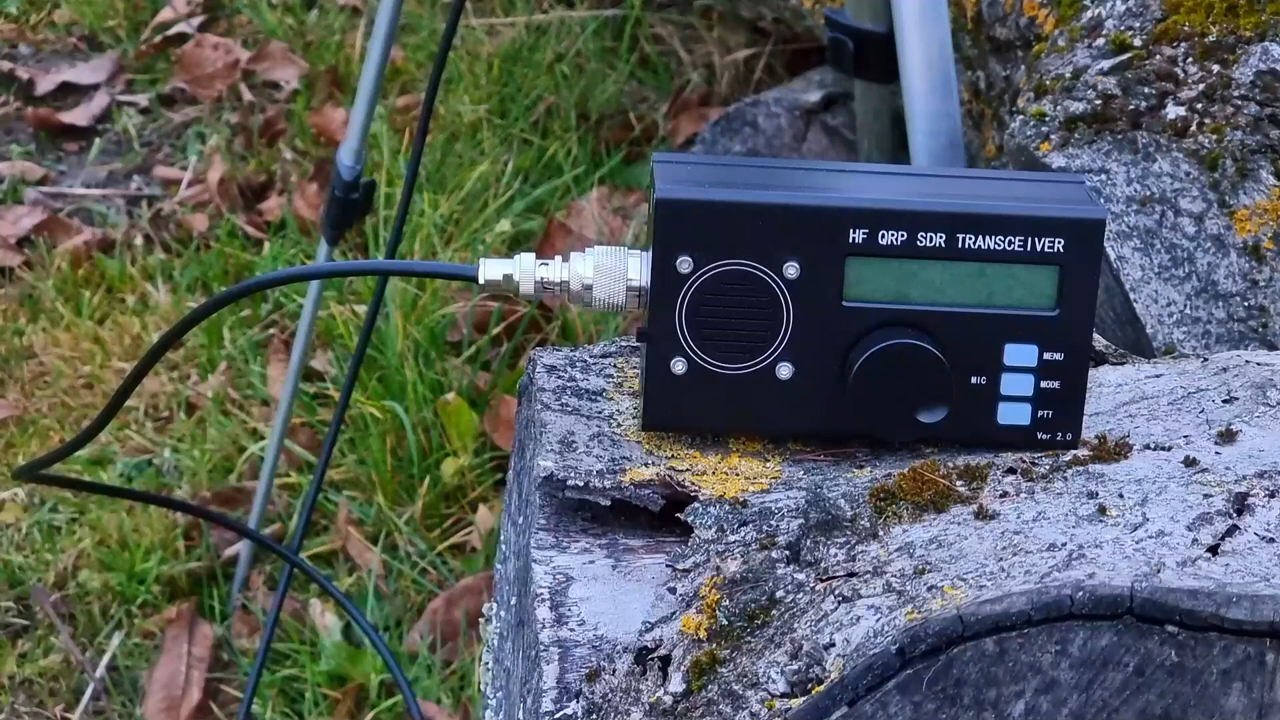 HF QRP SDR TRANSCEIVER
MENU
MIC
MODE
PTT
Ver 2.0